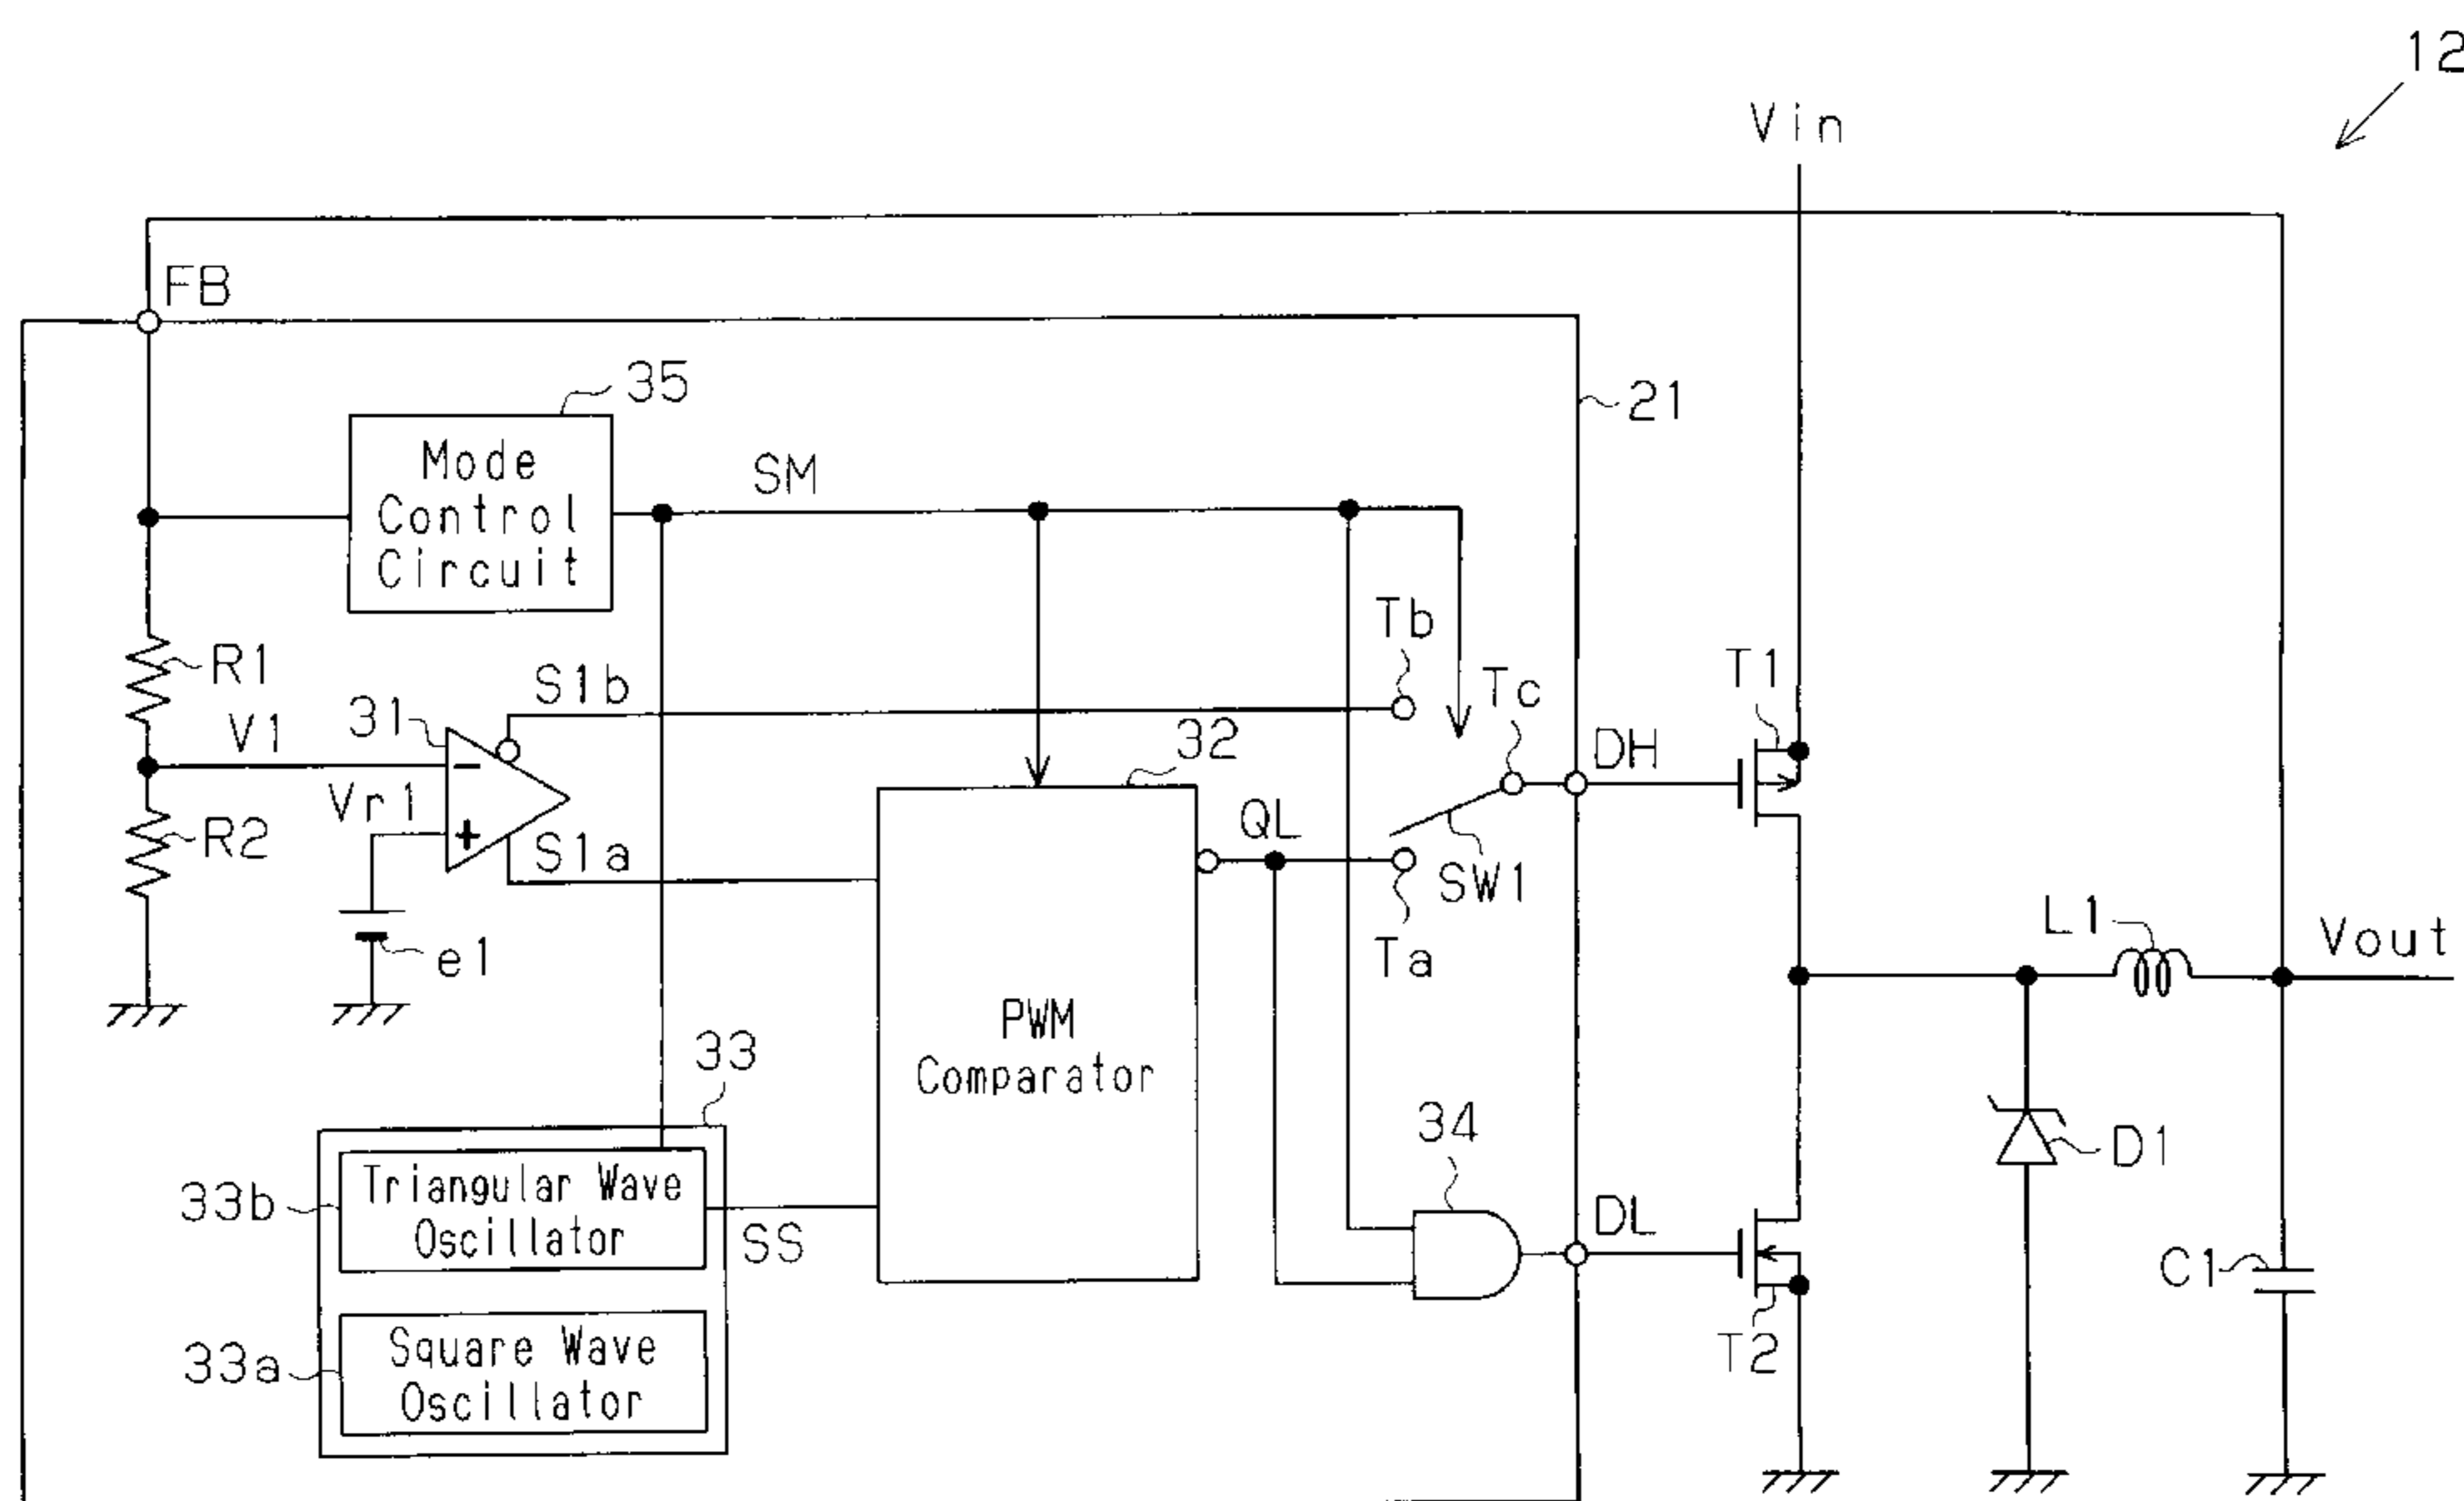 12
Vin
FB
35
21
Mode
Control
Circuit
SM
Tb
R1
S1b
Tc
T1
31
V1
32
DH
Vr1
QL
R2
S1a
SW1
L1
Vout
e1
Ta
PWM
Comparator
33
34
D1
33b
Triangular Wave
Oscillator
SS
DL
C1
T2
33a
Square Wave
Oscillator